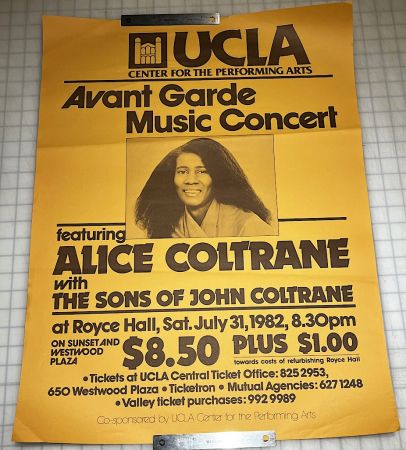 UCLA
CENTER FOR THE PERFORMING ARTS
Avant Garde
Music Concert
featuring
ALICE COLTRANE
with
THE SONS OF JOHN COLTRANE
at Royce Hall, Sat. July 31, 1982, 8.30pm
ON SUNSET AND
WESTWOOD
PLAZA
$8.50 PLUS $1.00
towards costs of refurbishing Royce Hall
• Tickets at UCLA Central Ticket Office: 825 2953,
650 Westwood Plaza • Ticketron • Mutual Agencies: 627 1248
• Valley ticket purchases: 992 9989
Co-sponsored by UCLA Center for the Performing Arts